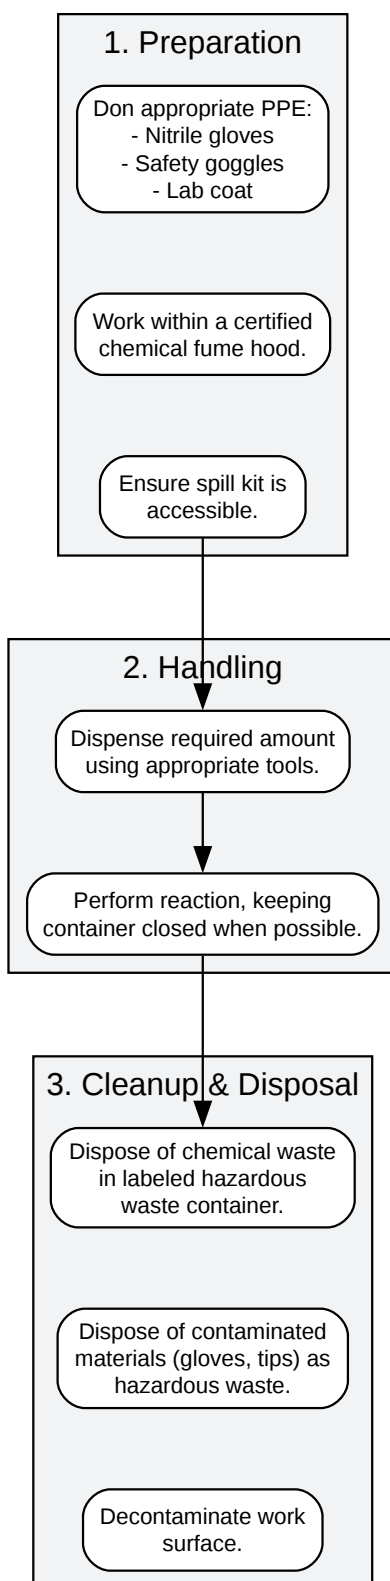 1. Preparation
Don appropriate PPE:
- Nitrile gloves
- Safety goggles
- Lab coat
Work within a certified
chemical fume hood.
Ensure spill kit is
accessible.
2. Handling
Dispense required amount
using appropriate tools.
Perform reaction, keeping
container closed when possible.
3. Cleanup & Disposal
Dispose of chemical waste
in labeled hazardous
waste container.
Dispose of contaminated
materials (gloves, tips) as
hazardous waste.
Decontaminate work
surface.